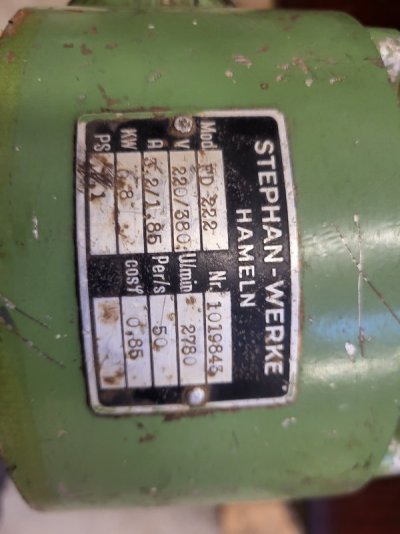 STEPHAN-WERKE
HAMELN
Mod. FD 222 Nr. 1019843
V 220/380 U/min 2780
A 3.2/1.85 Per/s 50
KW 0.8 cosφ 0,85
PS 1.1